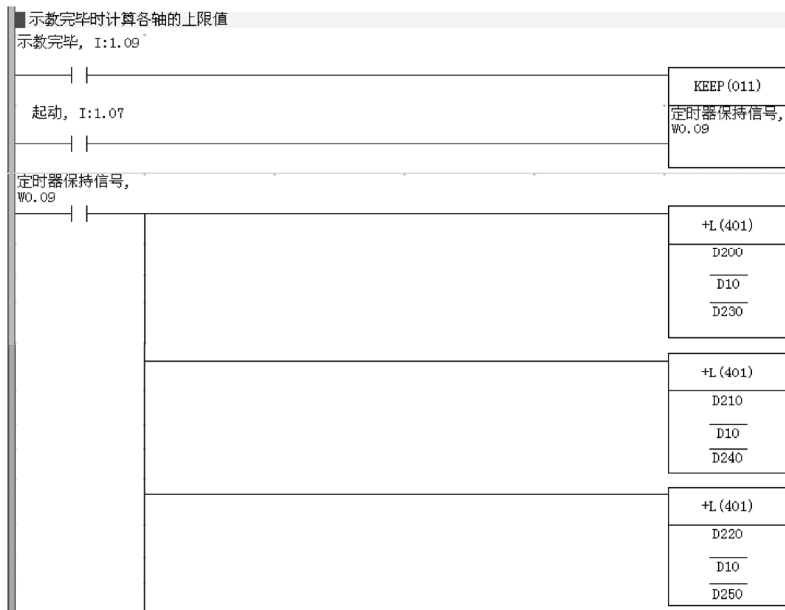 示教完毕时计算各轴的上限值
示教完毕, I:1.09
KEEP(011)
起动, I:1.07
定时器保持信号,
W0.09
定时器保持信号,
W0.09
+L(401)
D200
D10
D230
+L(401)
D210
D10
D240
+L(401)
D220
D10
D250